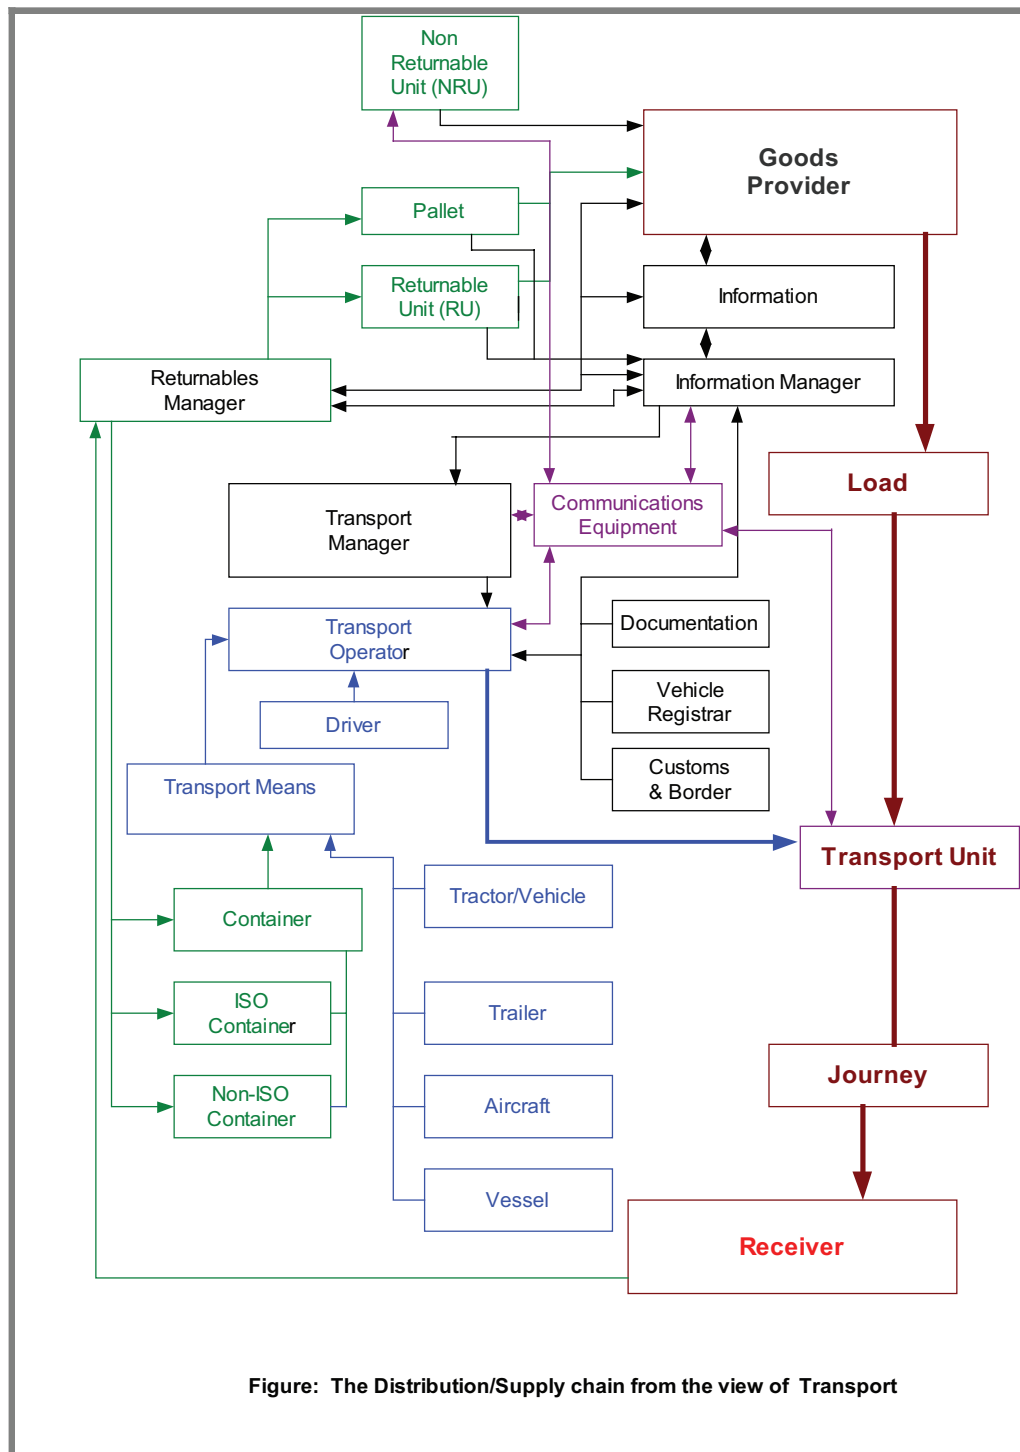 Non
Returnable
Unit (NRU)
Goods
Provider
Pallet
Returnable
Unit (RU)
Information
Returnables
Manager
Information Manager
Load
Communications
Equipment
Transport
Manager
Documentation
Transport
Operator
Vehicle
Registrar
Driver
Customs
& Border
Transport Means
Transport Unit
Tractor/Vehicle
Container
ISO
Container
Trailer
Journey
Non-ISO
Container
Aircraft
Vessel
Receiver
Figure: The Distribution/Supply chain from the view of Transport